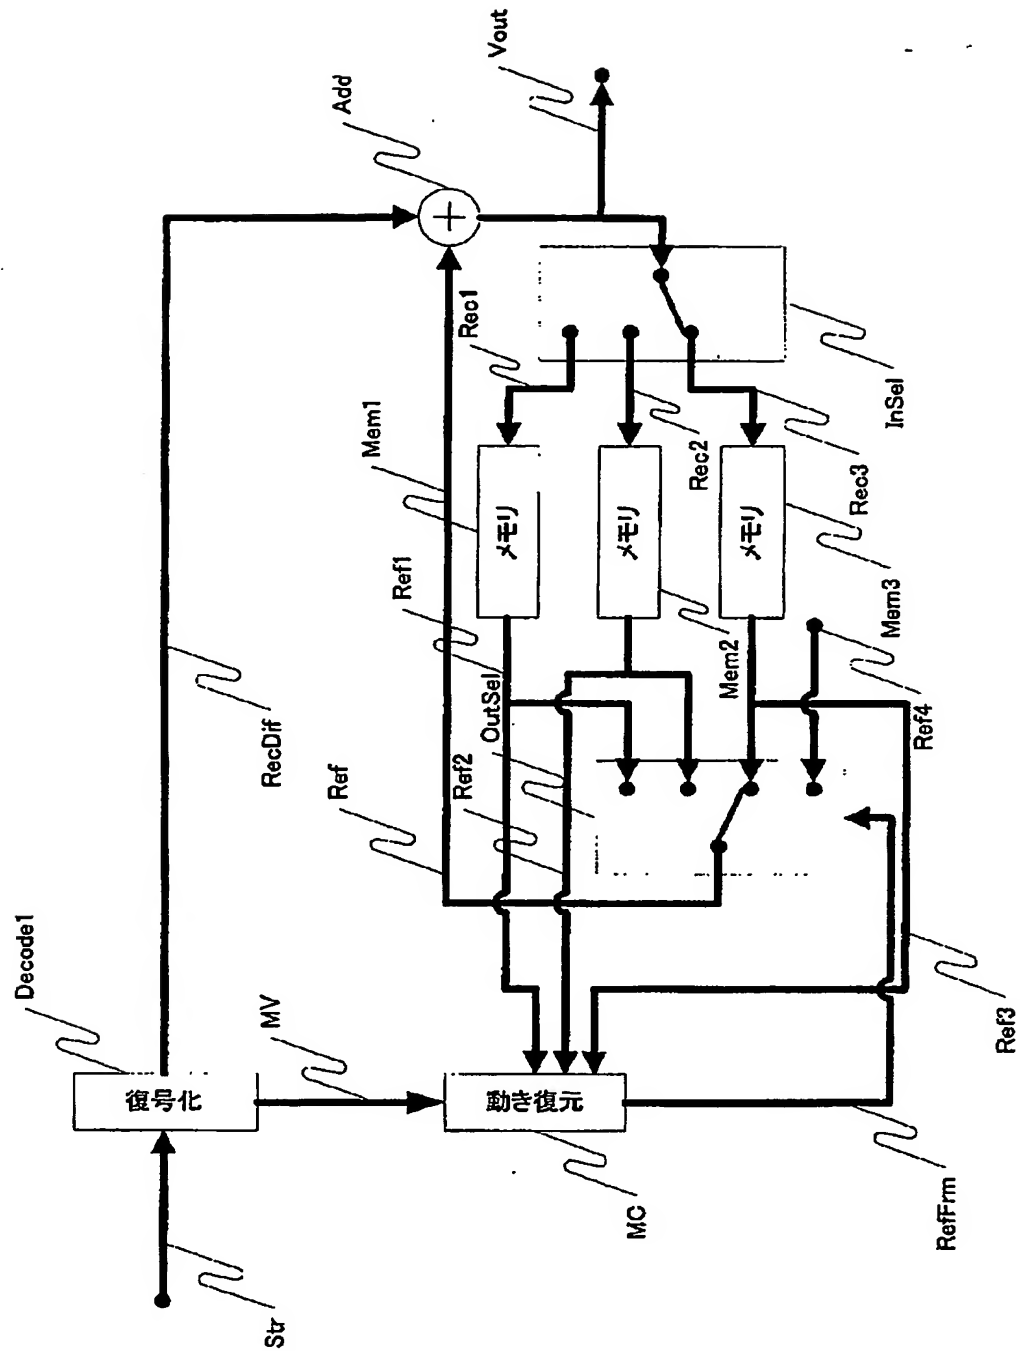 Vout
Add
Rec1
InSel
Mem1
メモリ
メモリ
メモリ
Rec2
Rec3
Ref1
OutSel
Ref2
Mem2
Mem3
Ref4
RecDif
Ref
Decode1
復号化
MV
動き復元
Ref3
MC
RefFrm
Str